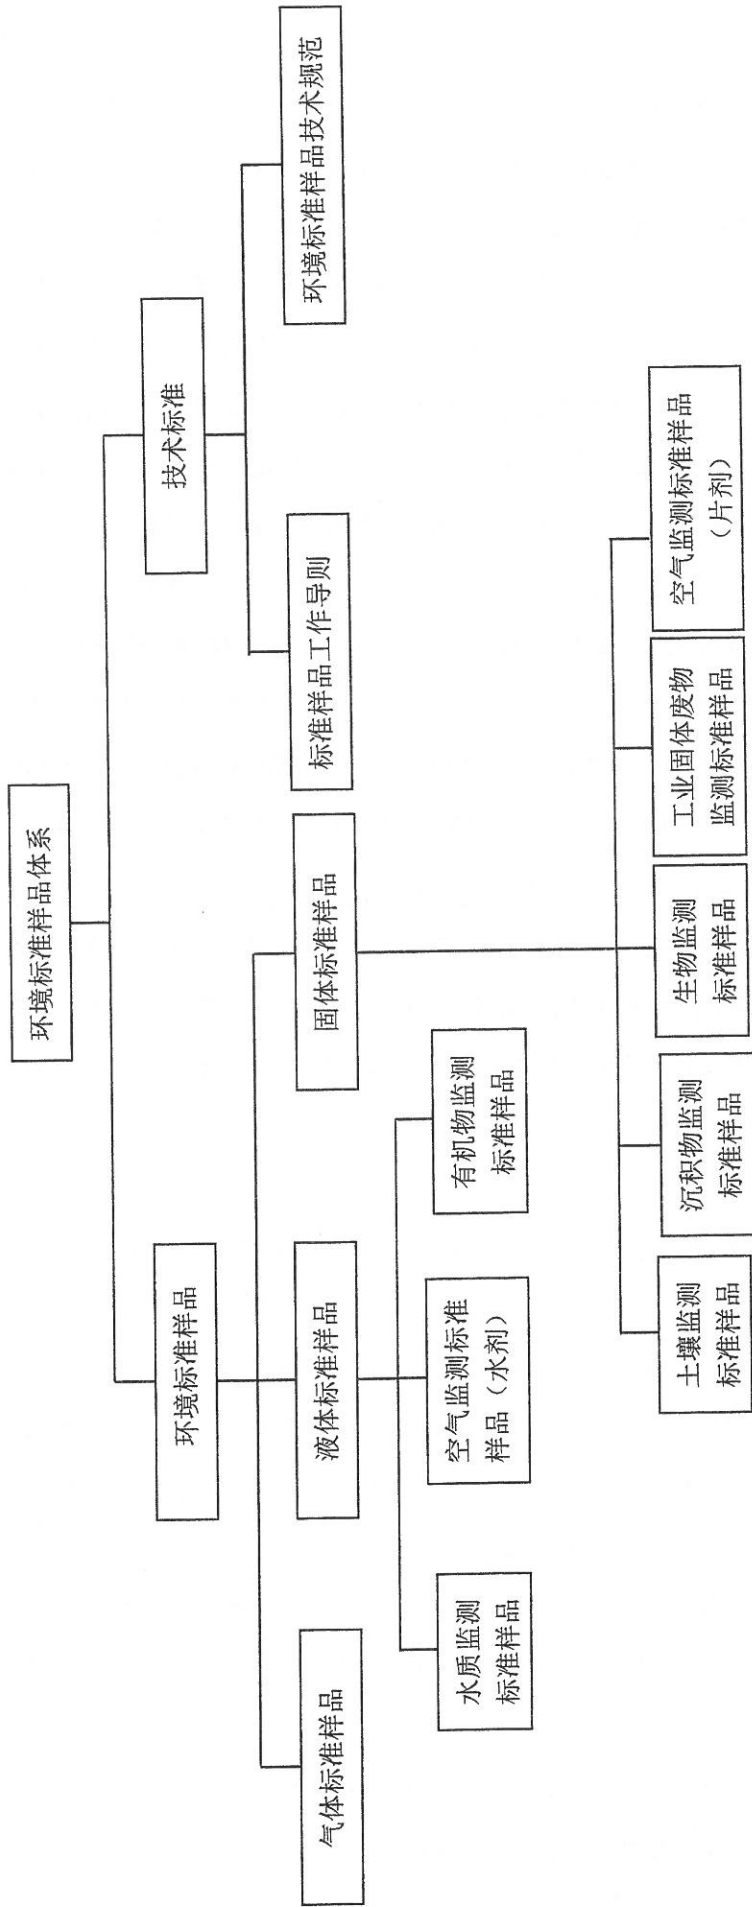 环境标准样品体系
环境标准样品
技术标准
气体标准样品
液体标准样品
固体标准样品
标准样品工作导则
环境标准样品技术规范
水质监测
标准样品
空气监测标准
样品（水剂）
有机物监测
标准样品
土壤监测
标准样品
沉积物监测
标准样品
生物监测
标准样品
工业固体废物
监测标准样品
空气监测标准样品
（片剂）